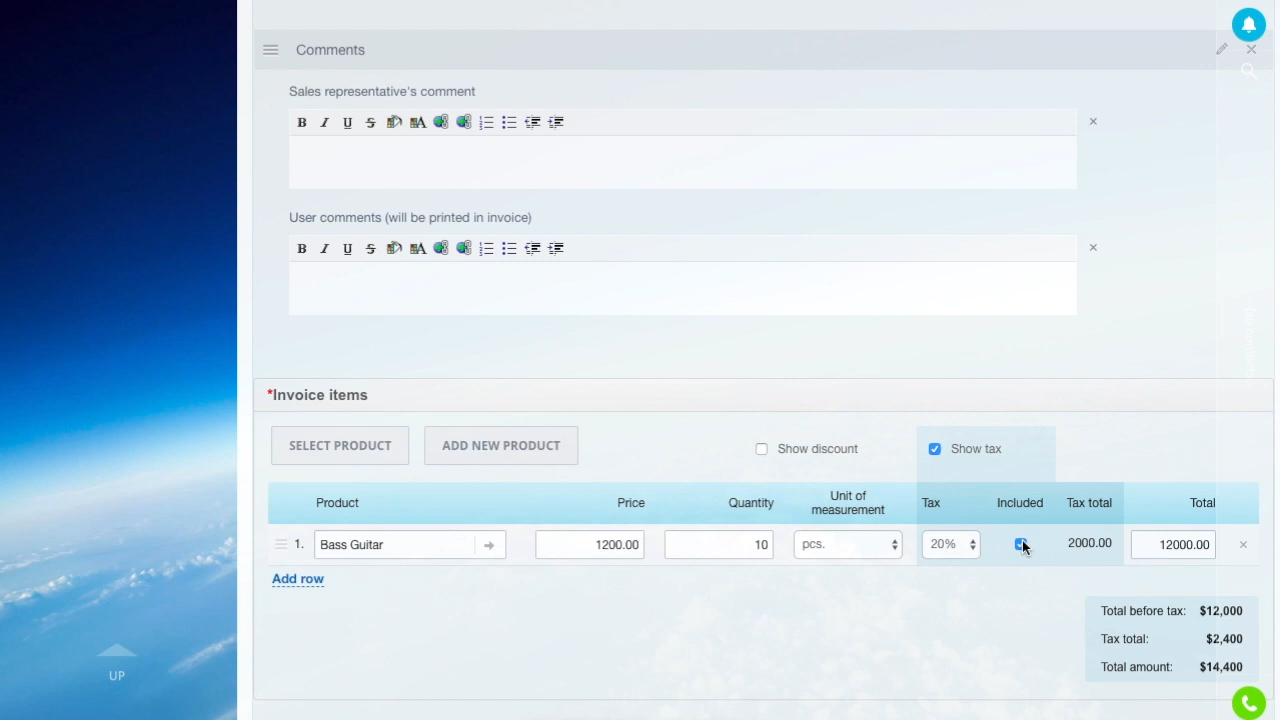 Comments
Sales representative's comment
B I U S
User comments (will be printed in invoice)
B I U S
*Invoice items
SELECT PRODUCT ADD NEW PRODUCT Show discount Show tax
Product Price Quantity Unit of measurement Tax Included Tax total Total
1. Bass Guitar 1200.00 10 pcs. 20% 2000.00 12000.00
Add row
Total before tax: $12,000
Tax total: $2,400
Total amount: $14,400
UP